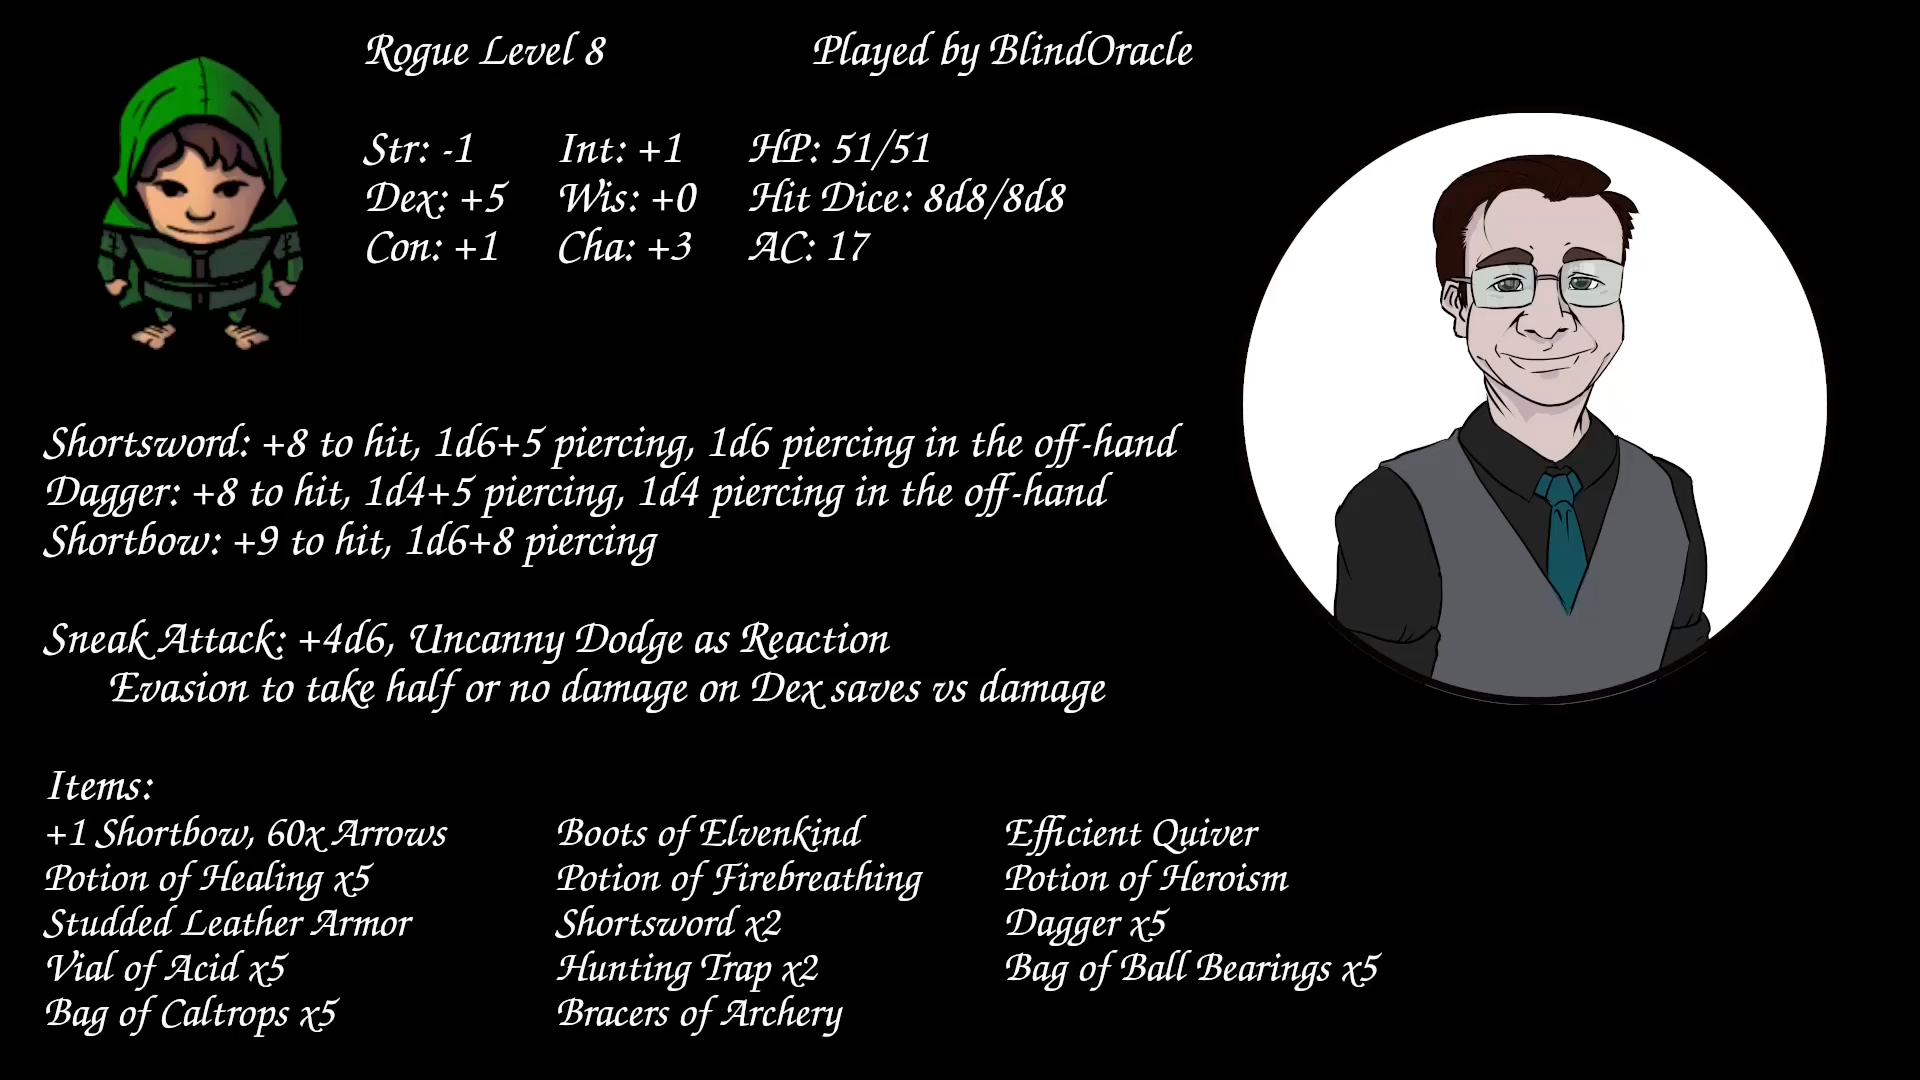 Rogue Level 8 Played by BlindOracle
Str: -1 Int: +1 HP: 51/51
Dex: +5 Wis: +0 Hit Dice: 8d8/8d8
Con: +1 Cha: +3 AC: 17
Shortsword: +8 to hit, 1d6+5 piercing, 1d6 piercing in the off-hand
Dagger: +8 to hit, 1d4+5 piercing, 1d4 piercing in the off-hand
Shortbow: +9 to hit, 1d6+8 piercing
Sneak Attack: +4d6, Uncanny Dodge as Reaction
Evasion to take half or no damage on Dex saves vs damage
Items:
+1 Shortbow, 60x Arrows Boots of Elvenkind Efficient Quiver
Potion of Healing x5 Potion of Firebreathing Potion of Heroism
Studded Leather Armor Shortsword x2 Dagger x5
Vial of Acid x5 Hunting Trap x2 Bag of Ball Bearings x5
Bag of Caltrops x5 Bracers of Archery